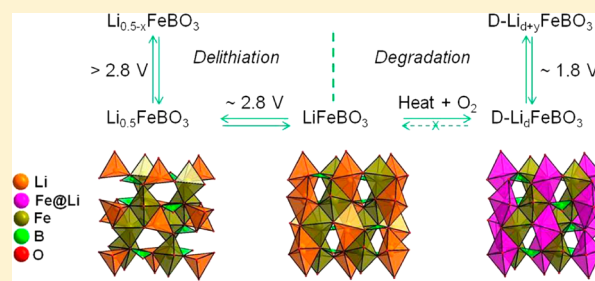 Li0.5-xFeBO3
D-Lid+yFeBO3
Delithiation
Degradation
> 2.8 V
~ 1.8 V
~ 2.8 V
Heat + O2
Li0.5FeBO3
LiFeBO3
x
D-LidFeBO3
Li
Fe@Li
Fe
B
O